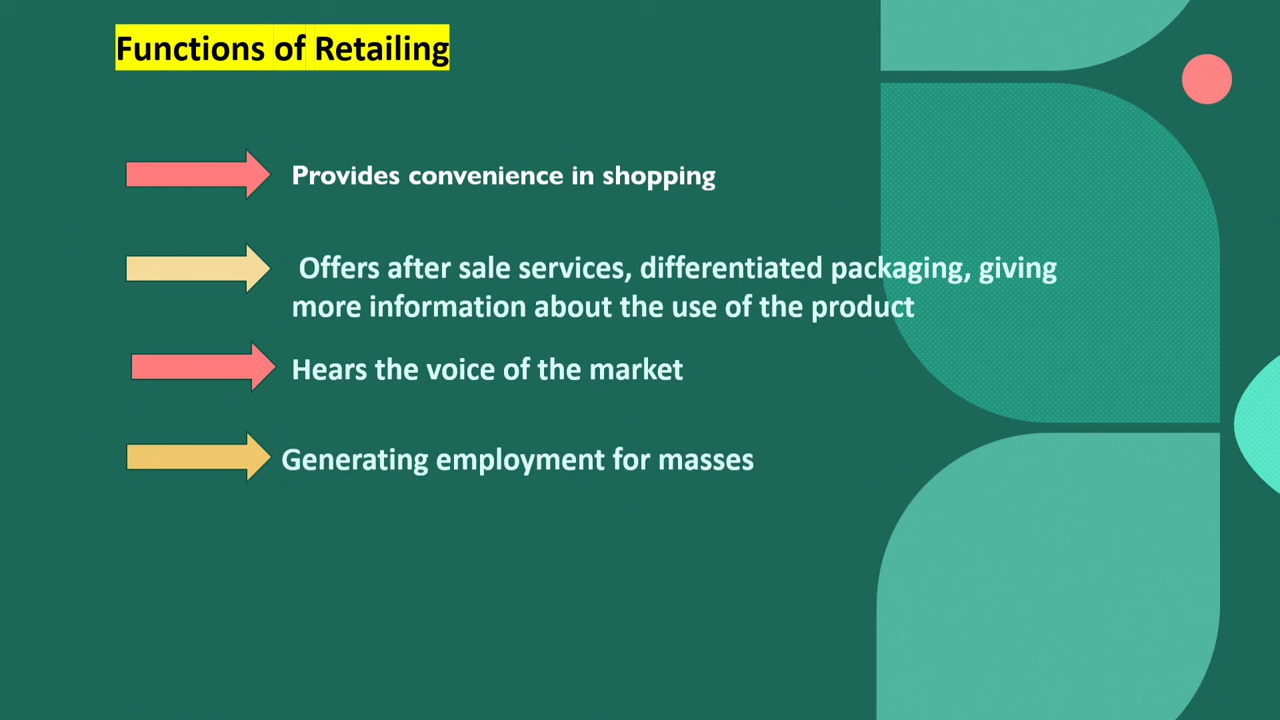 Functions of Retailing
Provides convenience in shopping
Offers after sale services, differentiated packaging, giving
more information about the use of the product
Hears the voice of the market
Generating employment for masses